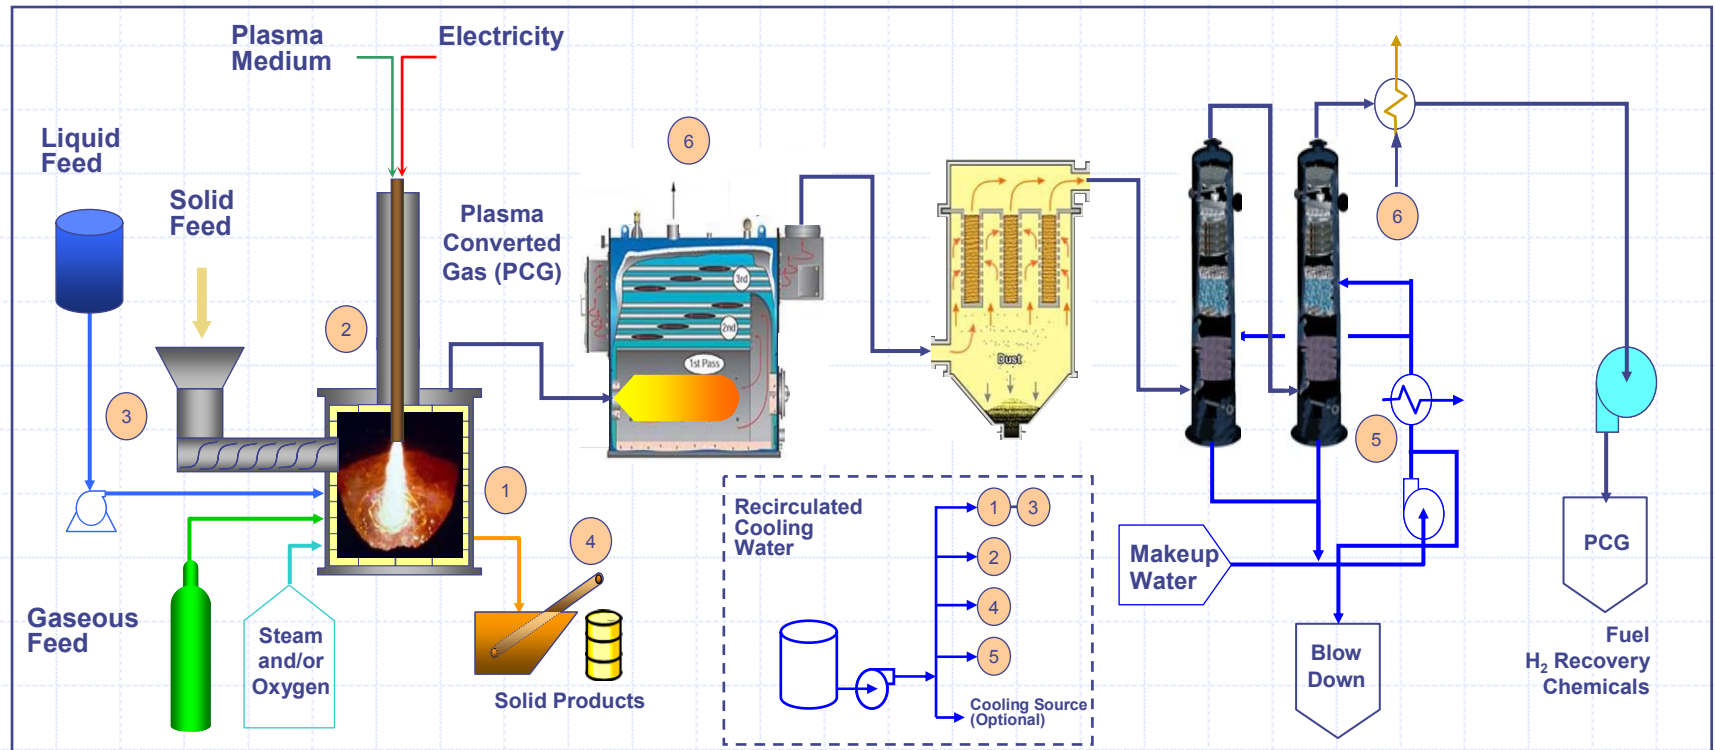 Plasma
Medium
Electricity
Liquid
Feed
Solid
Feed
Plasma
Converted
Gas (PCG)
6
3rd
2nd
1st Pass
Dust
6
2
3
1
5
4
Gaseous
Feed
Steam
and/or
Oxygen
Solid Products
Recirculated
Cooling
Water
1
3
2
4
5
Cooling Source
(Optional)
Makeup
Water
Blow
Down
PCG
Fuel
H₂ Recovery
Chemicals